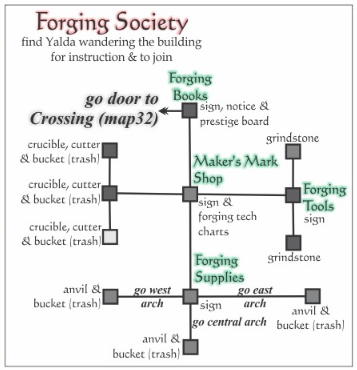 Forging Society
find Yalda wandering the building
for instruction & to join
Forging
Books
go door to
Crossing (map32)
sign, notice &
prestige board
crucible, cutter
& bucket (trash)
grindstone
Maker's Mark
Shop
crucible, cutter
& bucket (trash)
Forging
Tools
sign
sign &
forging tech
charts
crucible, cutter
& bucket (trash)
grindstone
Forging
Supplies
anvil &
bucket (trash)
go west
arch
sign
go east
arch
anvil &
bucket (trash)
go central arch
anvil &
bucket (trash)